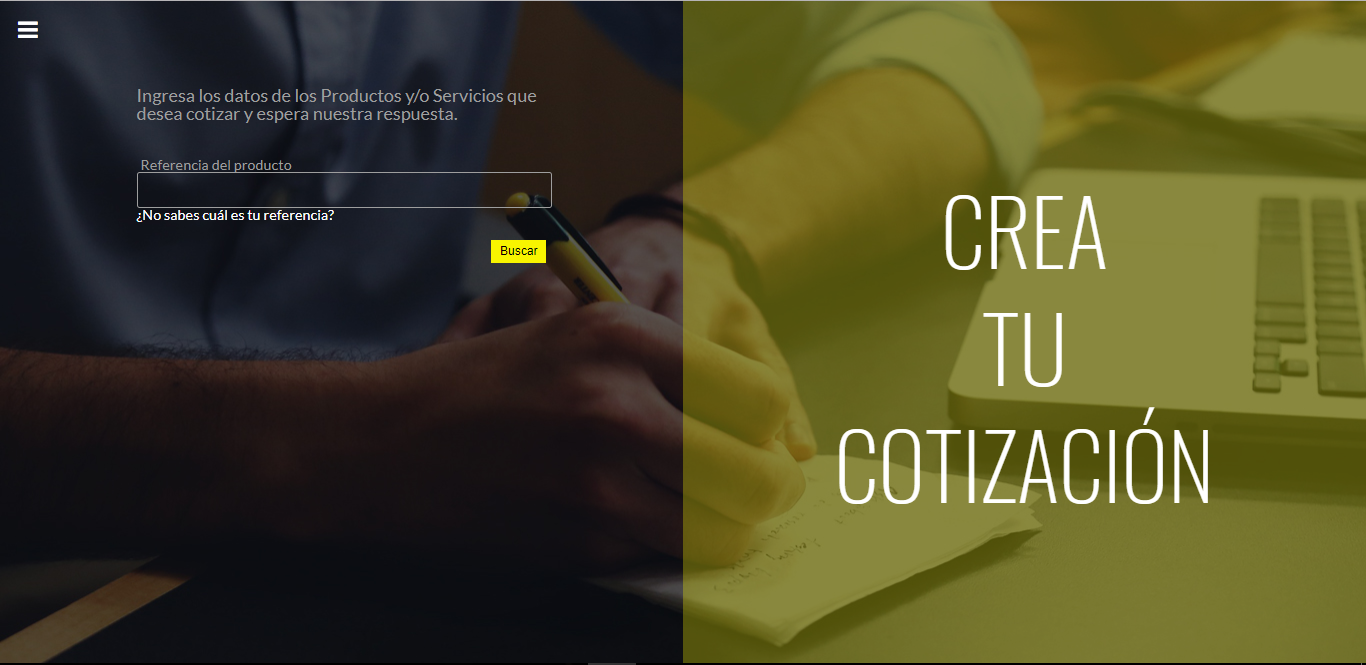 Ingresa los datos de los Productos y/o Servicios que
desea cotizar y espera nuestra respuesta.
Referencia del producto
¿No sabes cuál es tu referencia?
Buscar
CREA
TU
COTIZACIÓN